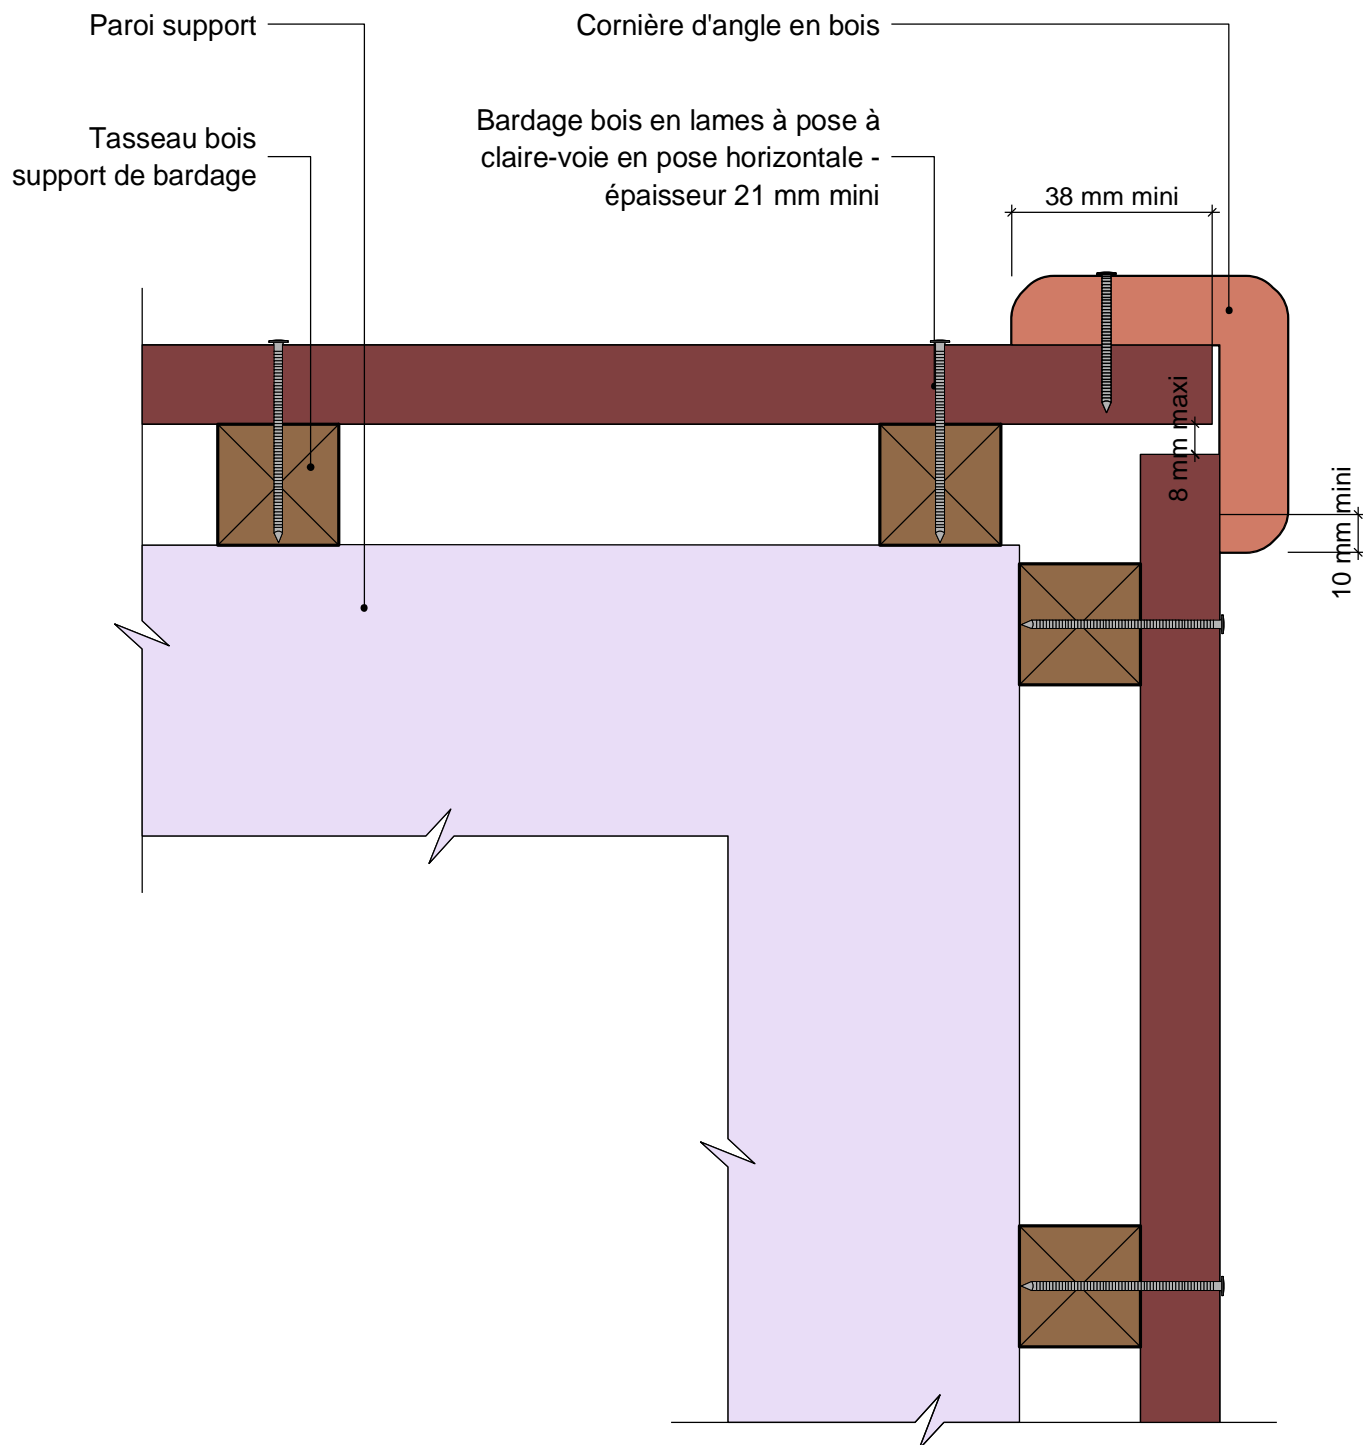 Paroi support
Cornière d'angle en bois
Tasseau bois
support de bardage
Bardage bois en lames à pose à
claire-voie en pose horizontale -
épaisseur 21 mm mini
38 mm mini
8 mm maxi
10 mm mini